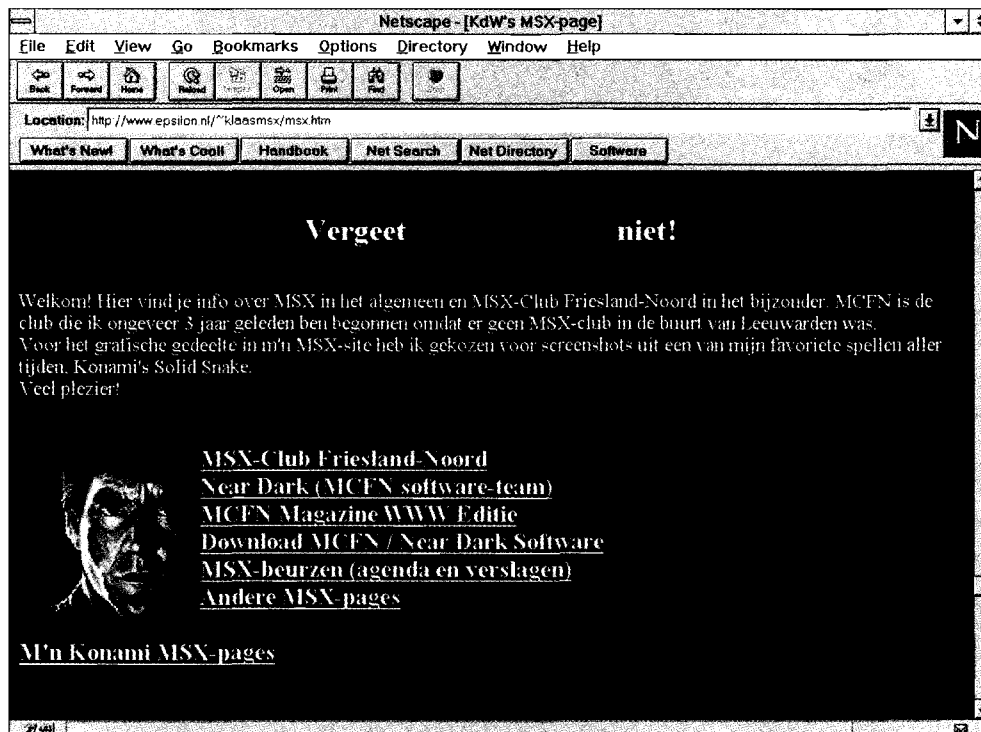 Netscape - [KdW's MSX-page]
File Edit View Go Bookmarks Options Directory Window Help
Back Forward Home Reload Open Print Find
Location: http://www.epsilon.nl/~klaasmsx/msx.htm
N
What's New! What's Cool! Handbook Net Search Net Directory Software
Vergeet niet!
Welkom! Hier vind je info over MSX in het algemeen en MSX-Club Friesland-Noord in het bijzonder. MCFN is de
club die ik ongeveer 3 jaar geleden ben begonnen omdat er geen MSX-club in de buurt van Leeuwarden was.
Voor het grafische gedeelte in m'n MSX-site heb ik gekozen voor screenshots uit een van mijn favoriete spellen aller
tijden, Konami's Solid Snake.
Veel plezier!
MSX-Club Friesland-Noord
Near Dark (MCFN software-team)
MCFN Magazine WWW Editie
Download MCFN / Near Dark Software
MSX-beurzen (agenda en verslagen)
Andere MSX-pages
M'n Konami MSX-pages